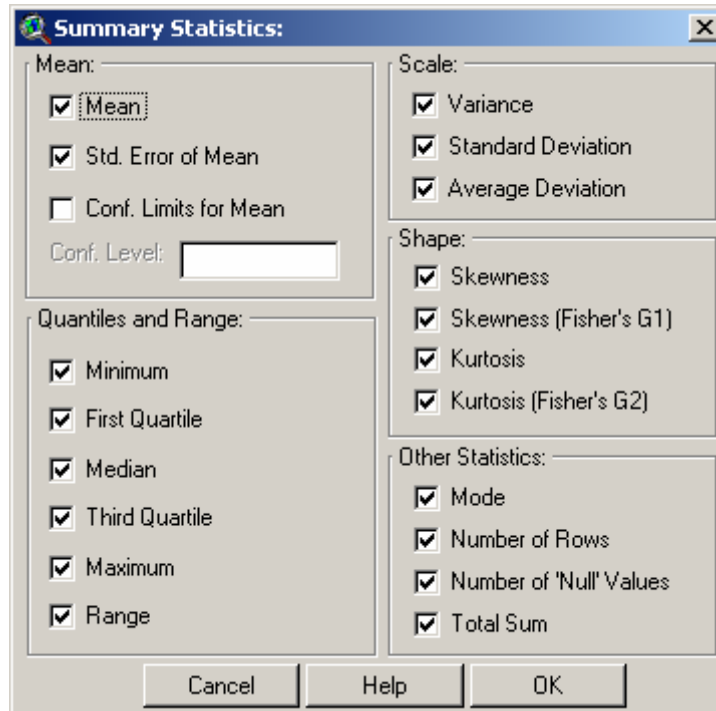 Summary Statistics:
Mean:
Mean
Std. Error of Mean
Conf. Limits for Mean
Conf. Level:
Quantiles and Range:
Minimum
First Quartile
Median
Third Quartile
Maximum
Range
Scale:
Variance
Standard Deviation
Average Deviation
Shape:
Skewness
Skewness (Fisher's G1)
Kurtosis
Kurtosis (Fisher's G2)
Other Statistics:
Mode
Number of Rows
Number of 'Null' Values
Total Sum
Cancel
Help
OK